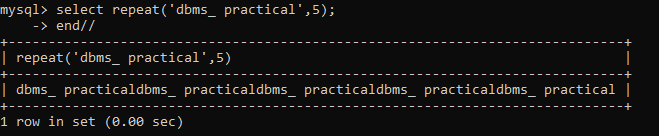 mysql> select repeat('dbms_ practical',5);
    -> end//
+----------------------------------------------------------------------------+
| repeat('dbms_ practical',5)                                                |
+----------------------------------------------------------------------------+
| dbms_ practicaldbms_ practicaldbms_ practicaldbms_ practicaldbms_ practical |
+----------------------------------------------------------------------------+
1 row in set (0.00 sec)